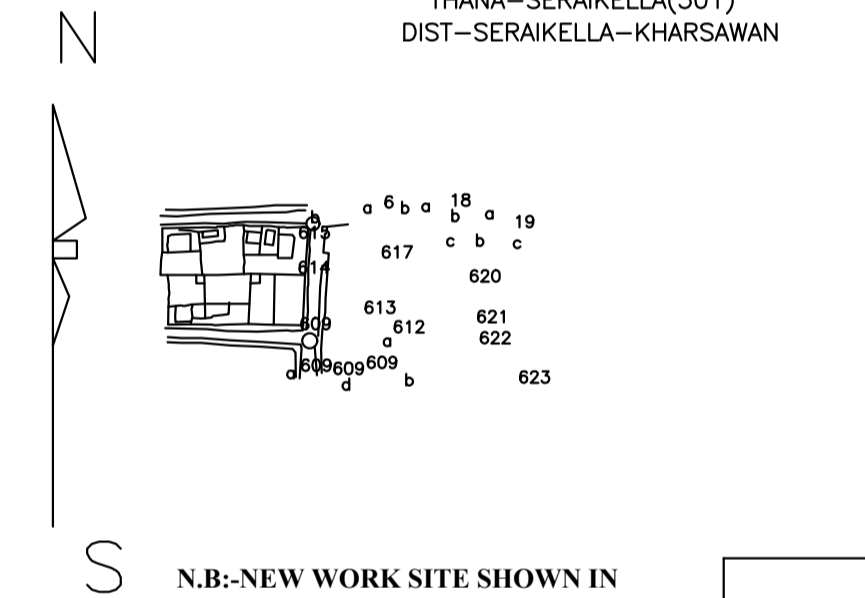 THANA-SERAIKELLA(301)
DIST-SERAIKELLA-KHARSAWAN
N
a 6 b a 18 b a 19
b
615
c b c
617
614
620
613
609
612
621
a
622
609 609 609
d d b
623
S
N.B:-NEW WORK SITE SHOWN IN